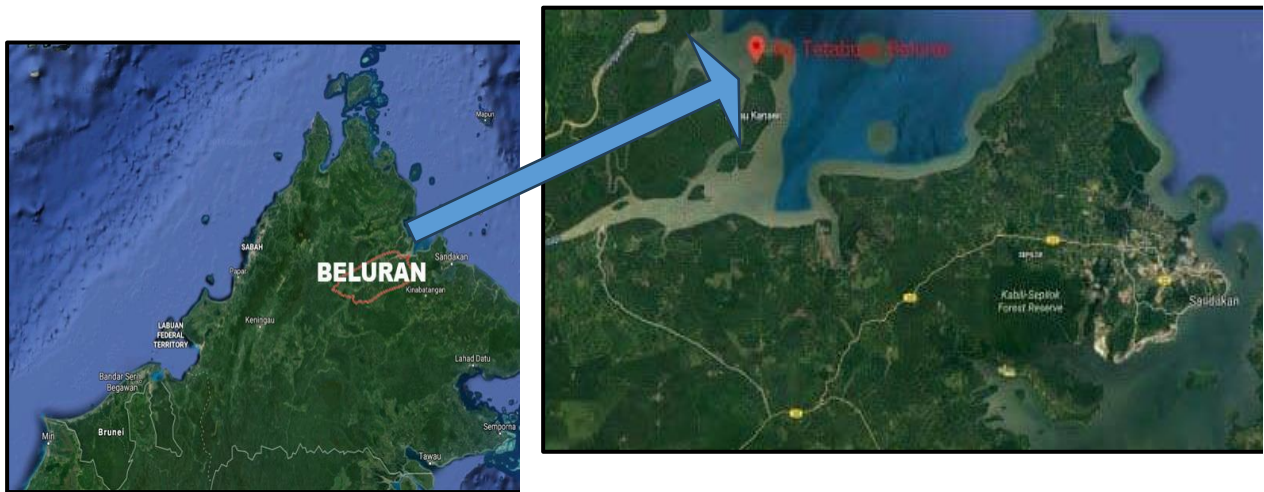 Mapun
SABAH
Papar
BELURAN
Sandakan
Kinabatangan
LABUAN
FEDERAL
TERRITORY
Keningau
Lahad Datu
Bandar Seri
Begawan
Brunei
Miri
Semporna
Tawau
Kg. Tetabuan, Beluran
Kabili-Sepilok
Forest Reserve
Sandakan